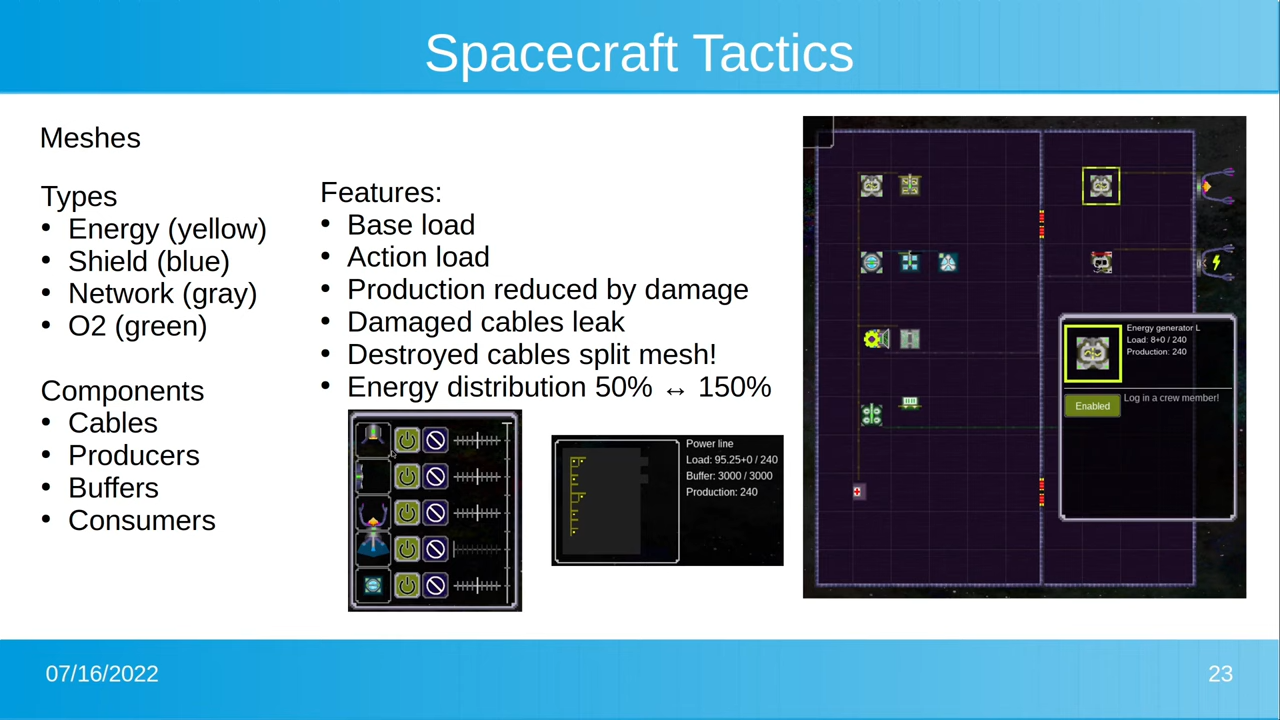 Spacecraft Tactics
Meshes
Types
• Energy (yellow)
• Shield (blue)
• Network (gray)
• O2 (green)
Components
• Cables
• Producers
• Buffers
• Consumers
Features:
• Base load
• Action load
• Production reduced by damage
• Damaged cables leak
• Destroyed cables split mesh!
• Energy distribution 50% ↔ 150%
Power line
Load: 95.25+0 / 240
Buffer: 3000 / 3000
Production: 240
Energy generator L
Load: 8+0 / 240
Production: 240
Enabled
Log in a crew member!
07/16/2022
23